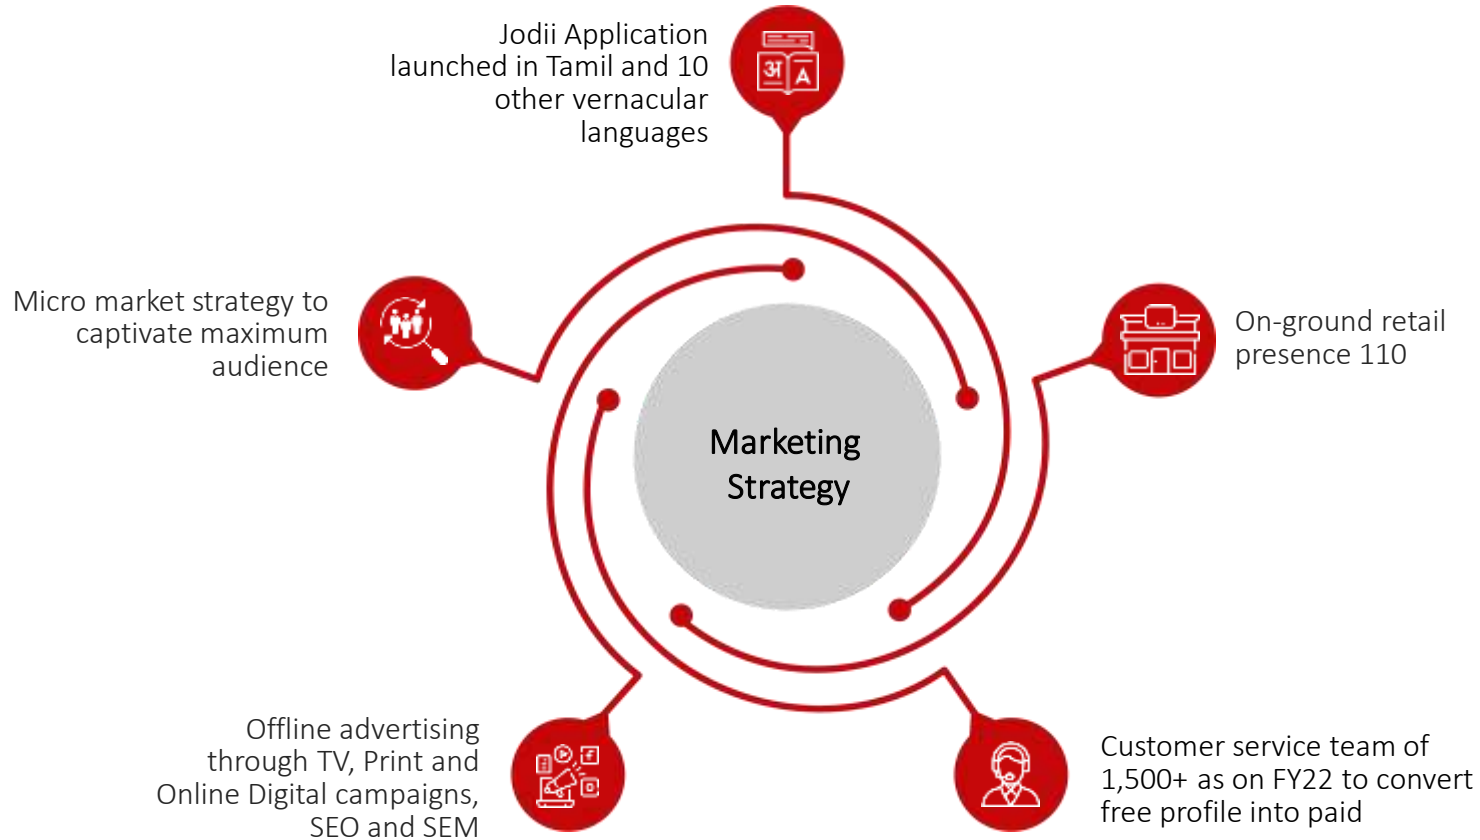 Jodii Application
launched in Tamil and 10
other vernacular
languages
अ A
Micro market strategy to
captivate maximum
audience
On-ground retail
presence 110
Marketing
Strategy
Offline advertising
through TV, Print and
Online Digital campaigns,
SEO and SEM
Customer service team of
1,500+ as on FY22 to convert
free profile into paid